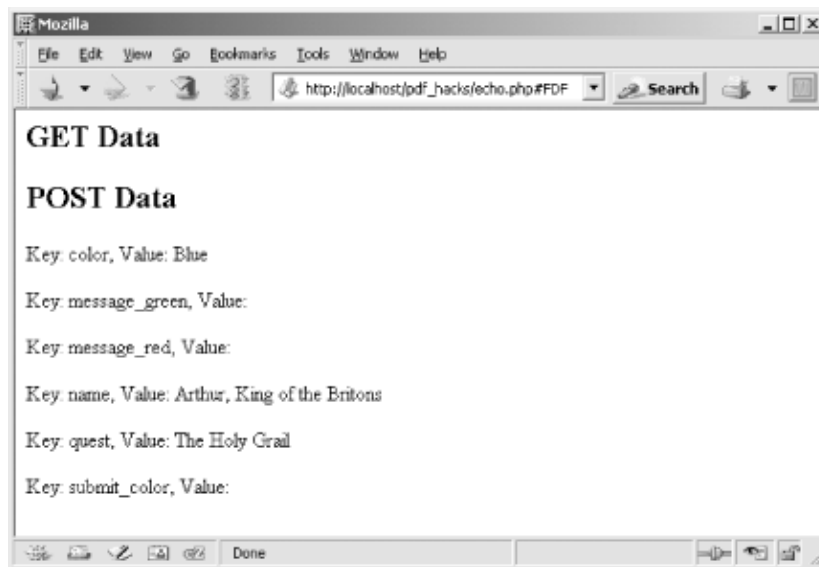 Mozilla
File Edit View Go Bookmarks Tools Window Help
http://localhost/pdf_hacks/echo.php#FDF Search
GET Data
POST Data
Key: color, Value: Blue
Key: message_green, Value:
Key: message_red, Value:
Key: name, Value: Arthur, King of the Britons
Key: quest, Value: The Holy Grail
Key: submit_color, Value:
Done